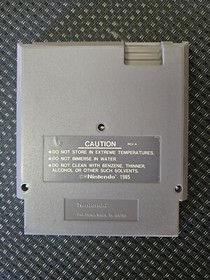 CAUTION
•DO NOT STORE IN EXTREME TEMPERATURES.
•DO NOT IMMERSE IN WATER.
•DO NOT CLEAN WITH BENZENE, THINNER,
ALCOHOL OR OTHER SUCH SOLVENTS.
©Nintendo® 1985
Nintendo